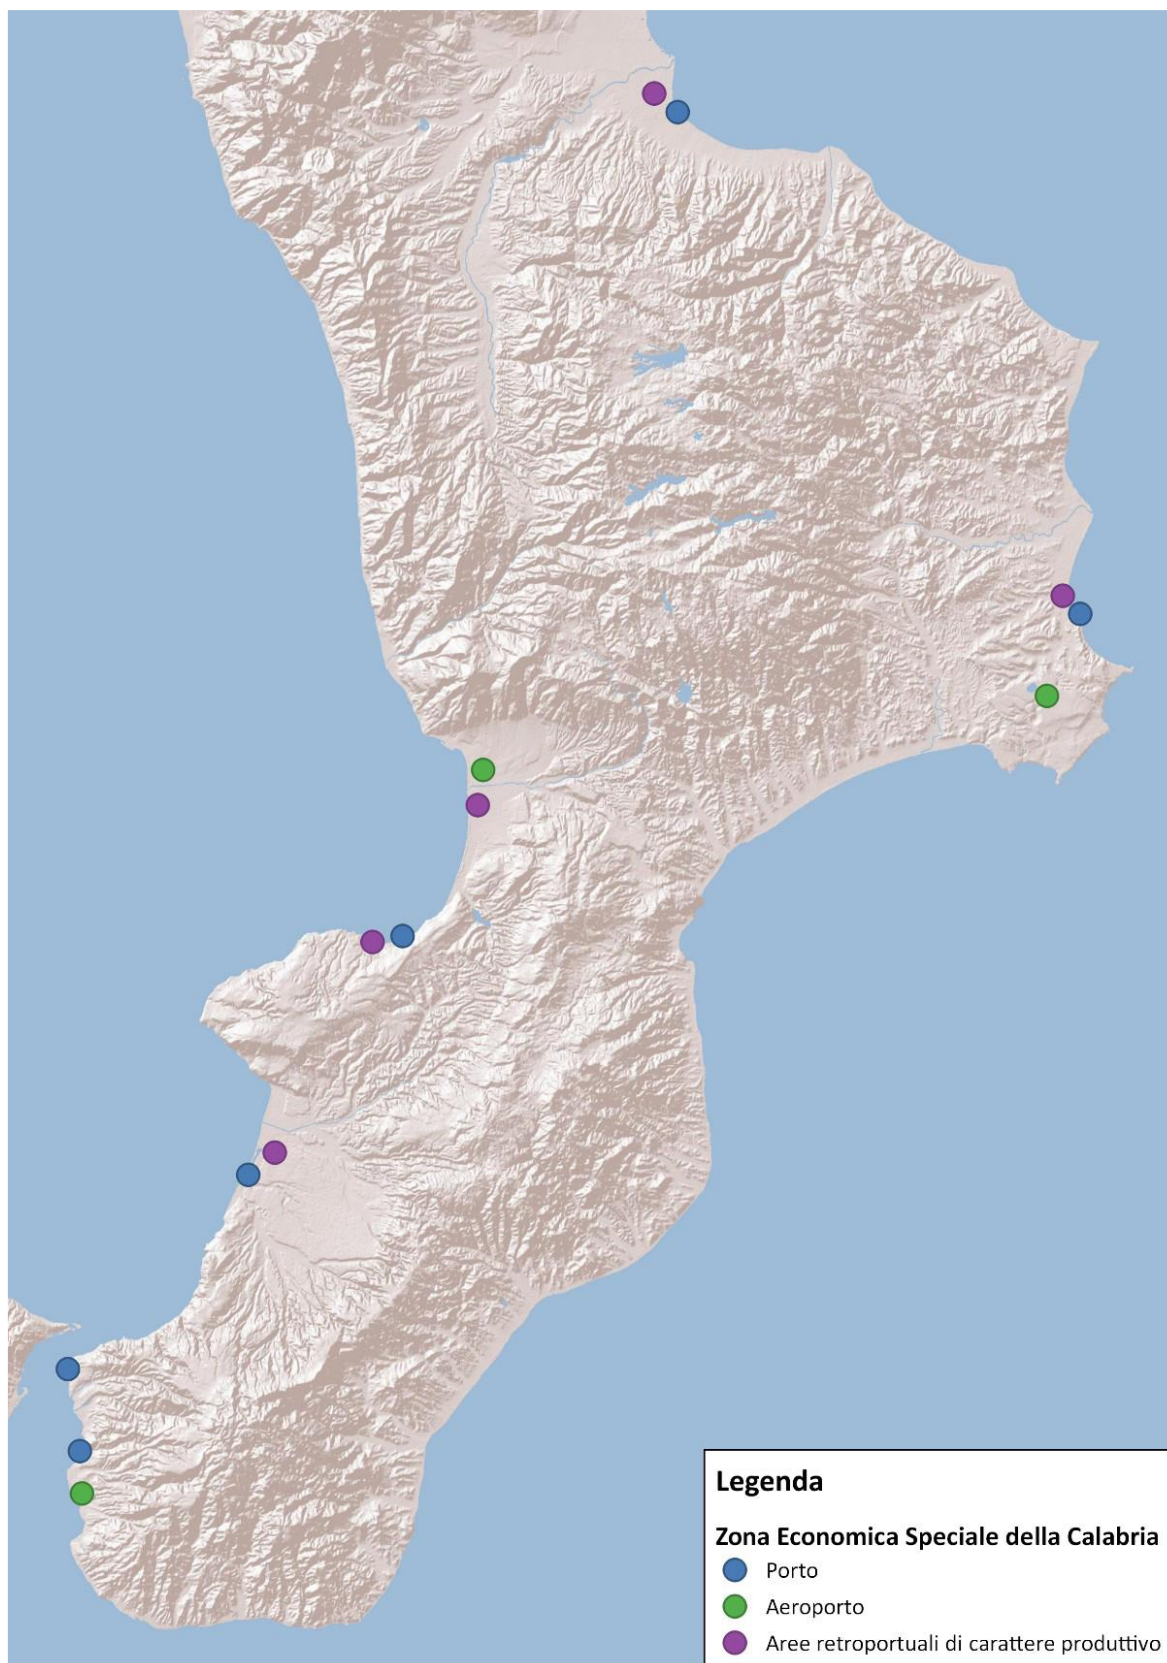 Legenda
Zona Economica Speciale della Calabria
Porto
Aeroporto
Aree retroportuali di carattere produttivo